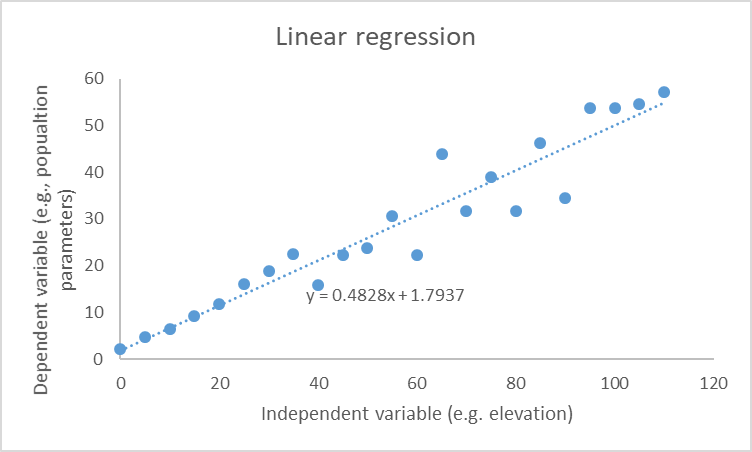 Linear regression
Dependent variable (e.g., popualtion
parameters)
60
50
40
30
20
10
0
y = 0.4828x + 1.7937
0 20 40 60 80 100 120
Independent variable (e.g. elevation)